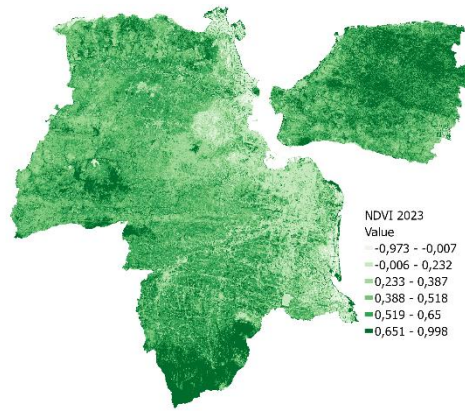 NDVI 2023
Value
-0,973 - -0,007
-0,006 - 0,232
0,233 - 0,387
0,388 - 0,518
0,519 - 0,65
0,651 - 0,998